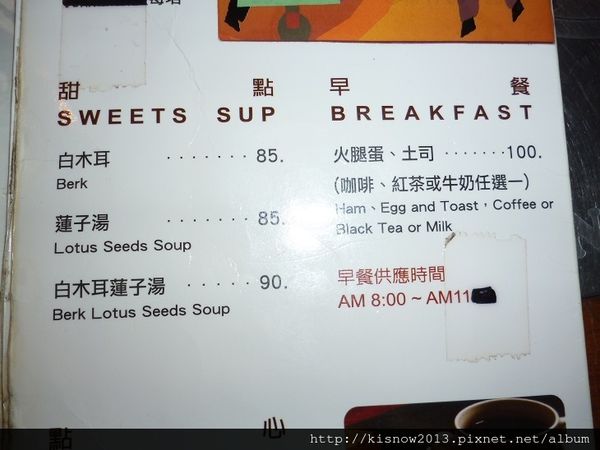 甜點
SWEETS SUP
白木耳 ······· 85.
Berk
蓮子湯 ······· 85.
Lotus Seeds Soup
白木耳蓮子湯 ····· 90.
Berk Lotus Seeds Soup
早餐
BREAKFAST
火腿蛋、土司 ······· 100.
(咖啡、紅茶或牛奶任選一)
Ham、Egg and Toast，Coffee or
Black Tea or Milk
早餐供應時間
AM 8:00 ~ AM11
點心
http://kisnow2013.pixnet.net/album